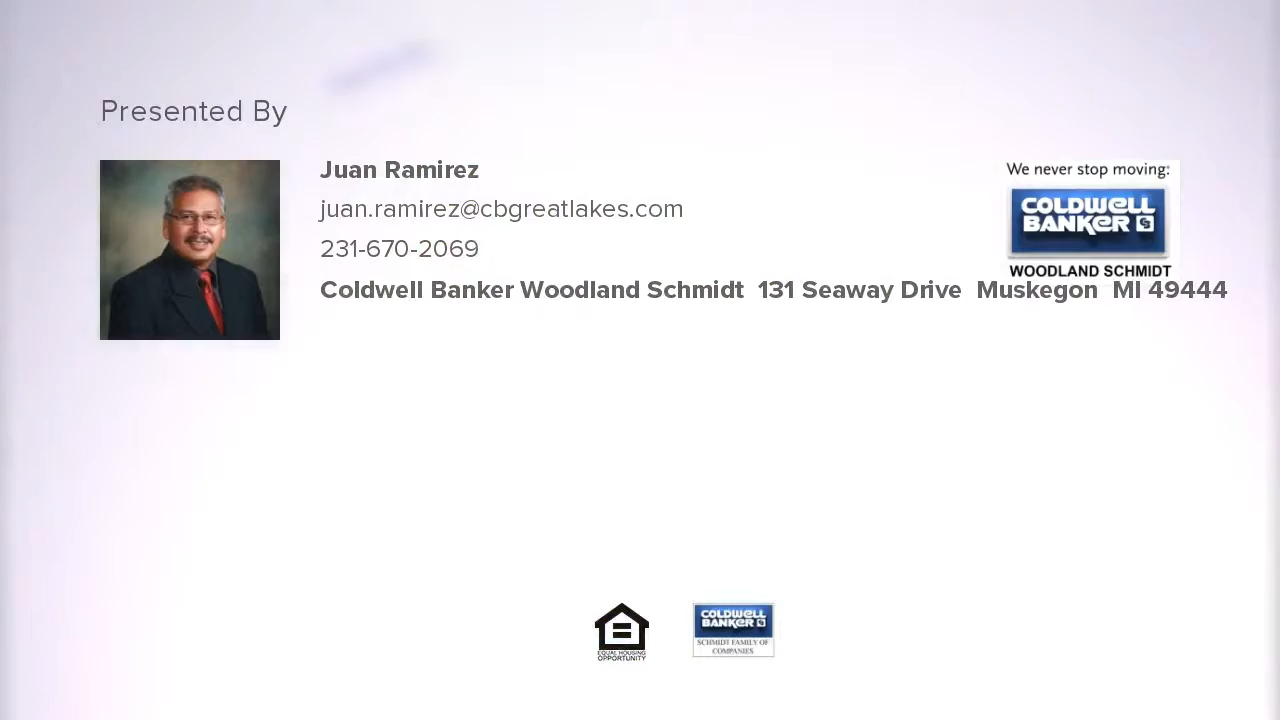 Presented By
Juan Ramirez
juan.ramirez@cbgreatlakes.com
231-670-2069
Coldwell Banker Woodland Schmidt 131 Seaway Drive Muskegon MI 49444
We never stop moving.
COLDWELL
BANKER CB
WOODLAND SCHMIDT
EQUAL HOUSING
OPPORTUNITY
COLDWELL
BANKER
SCHMIDT FAMILY OF
COMPANIES